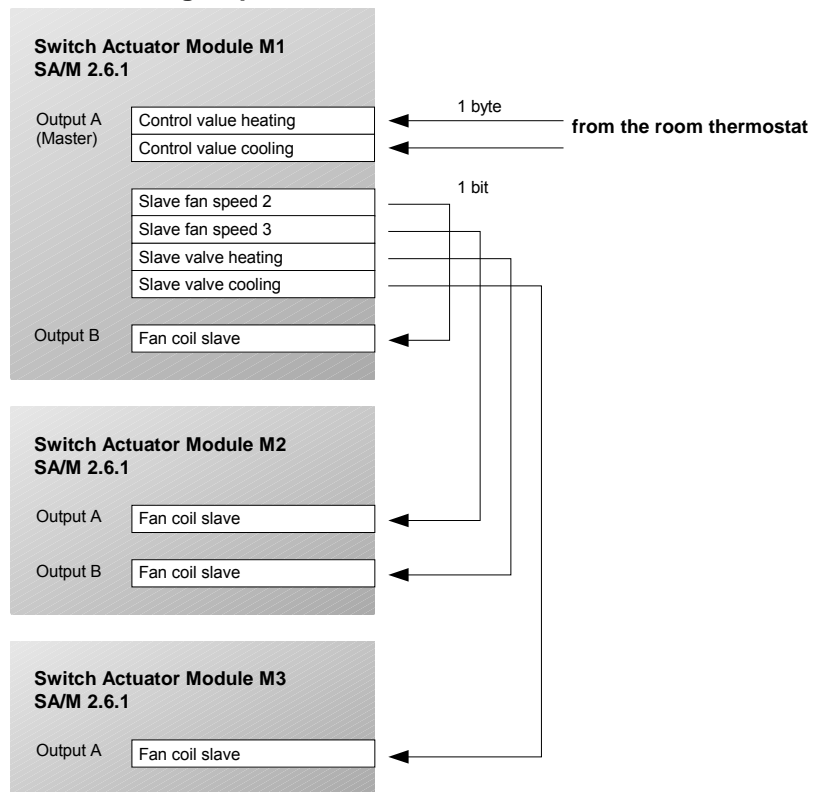 Switch Actuator Module M1
SA/M 2.6.1
Output A
(Master)
Control value heating
Control value cooling
1 byte
from the room thermostat
1 bit
Slave fan speed 2
Slave fan speed 3
Slave valve heating
Slave valve cooling
Output B
Fan coil slave
Switch Actuator Module M2
SA/M 2.6.1
Output A
Fan coil slave
Output B
Fan coil slave
Switch Actuator Module M3
SA/M 2.6.1
Output A
Fan coil slave